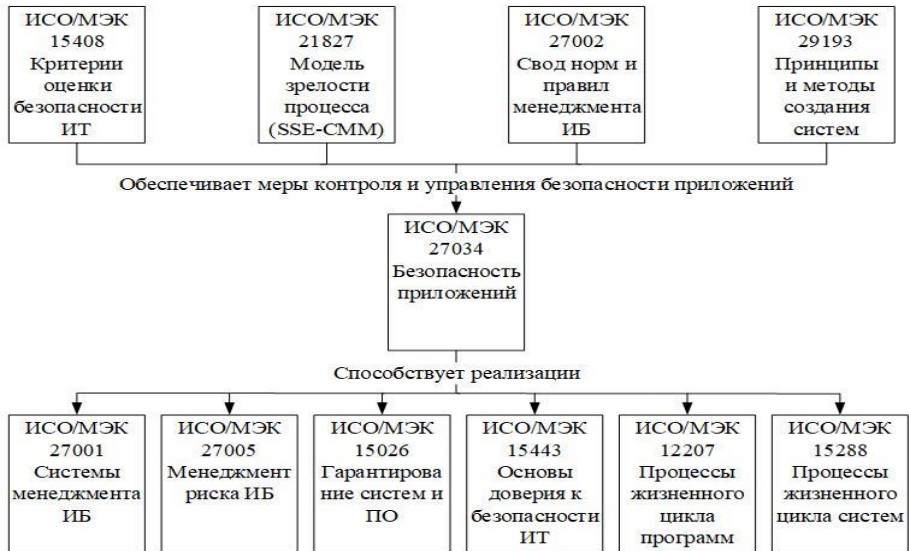 ИСО/МЭК
15408
Критерии
оценки
безопасности
ИТ
ИСО/МЭК
21827
Модель
зрелости
процесса
(SSE-CMM)
ИСО/МЭК
27002
Свод норм и
правил
менеджмента
ИБ
ИСО/МЭК
29193
Принципы
и методы
создания
систем
Обеспечивает меры контроля и управления безопасности приложений
ИСО/МЭК
27034
Безопасность
приложений
Способствует реализации
ИСО/МЭК
27001
Системы
менеджмента
ИБ
ИСО/МЭК
27005
Менеджмент
риска ИБ
ИСО/МЭК
15026
Гарантирова
ние систем и
ПО
ИСО/МЭК
15443
Основы
доверия к
безопасности
ИТ
ИСО/МЭК
12207
Процессы
жизненного
цикла
программ
ИСО/МЭК
15288
Процессы
жизненного
цикла систем